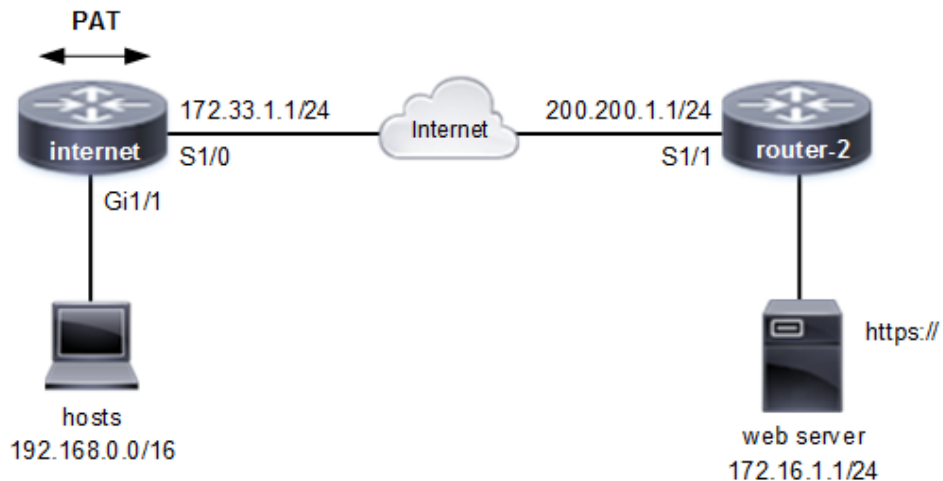 PAT
172.33.1.1/24
Internet
200.200.1.1/24
internet
S1/0
S1/1
router-2
Gi1/1
https://
hosts
192.168.0.0/16
web server
172.16.1.1/24